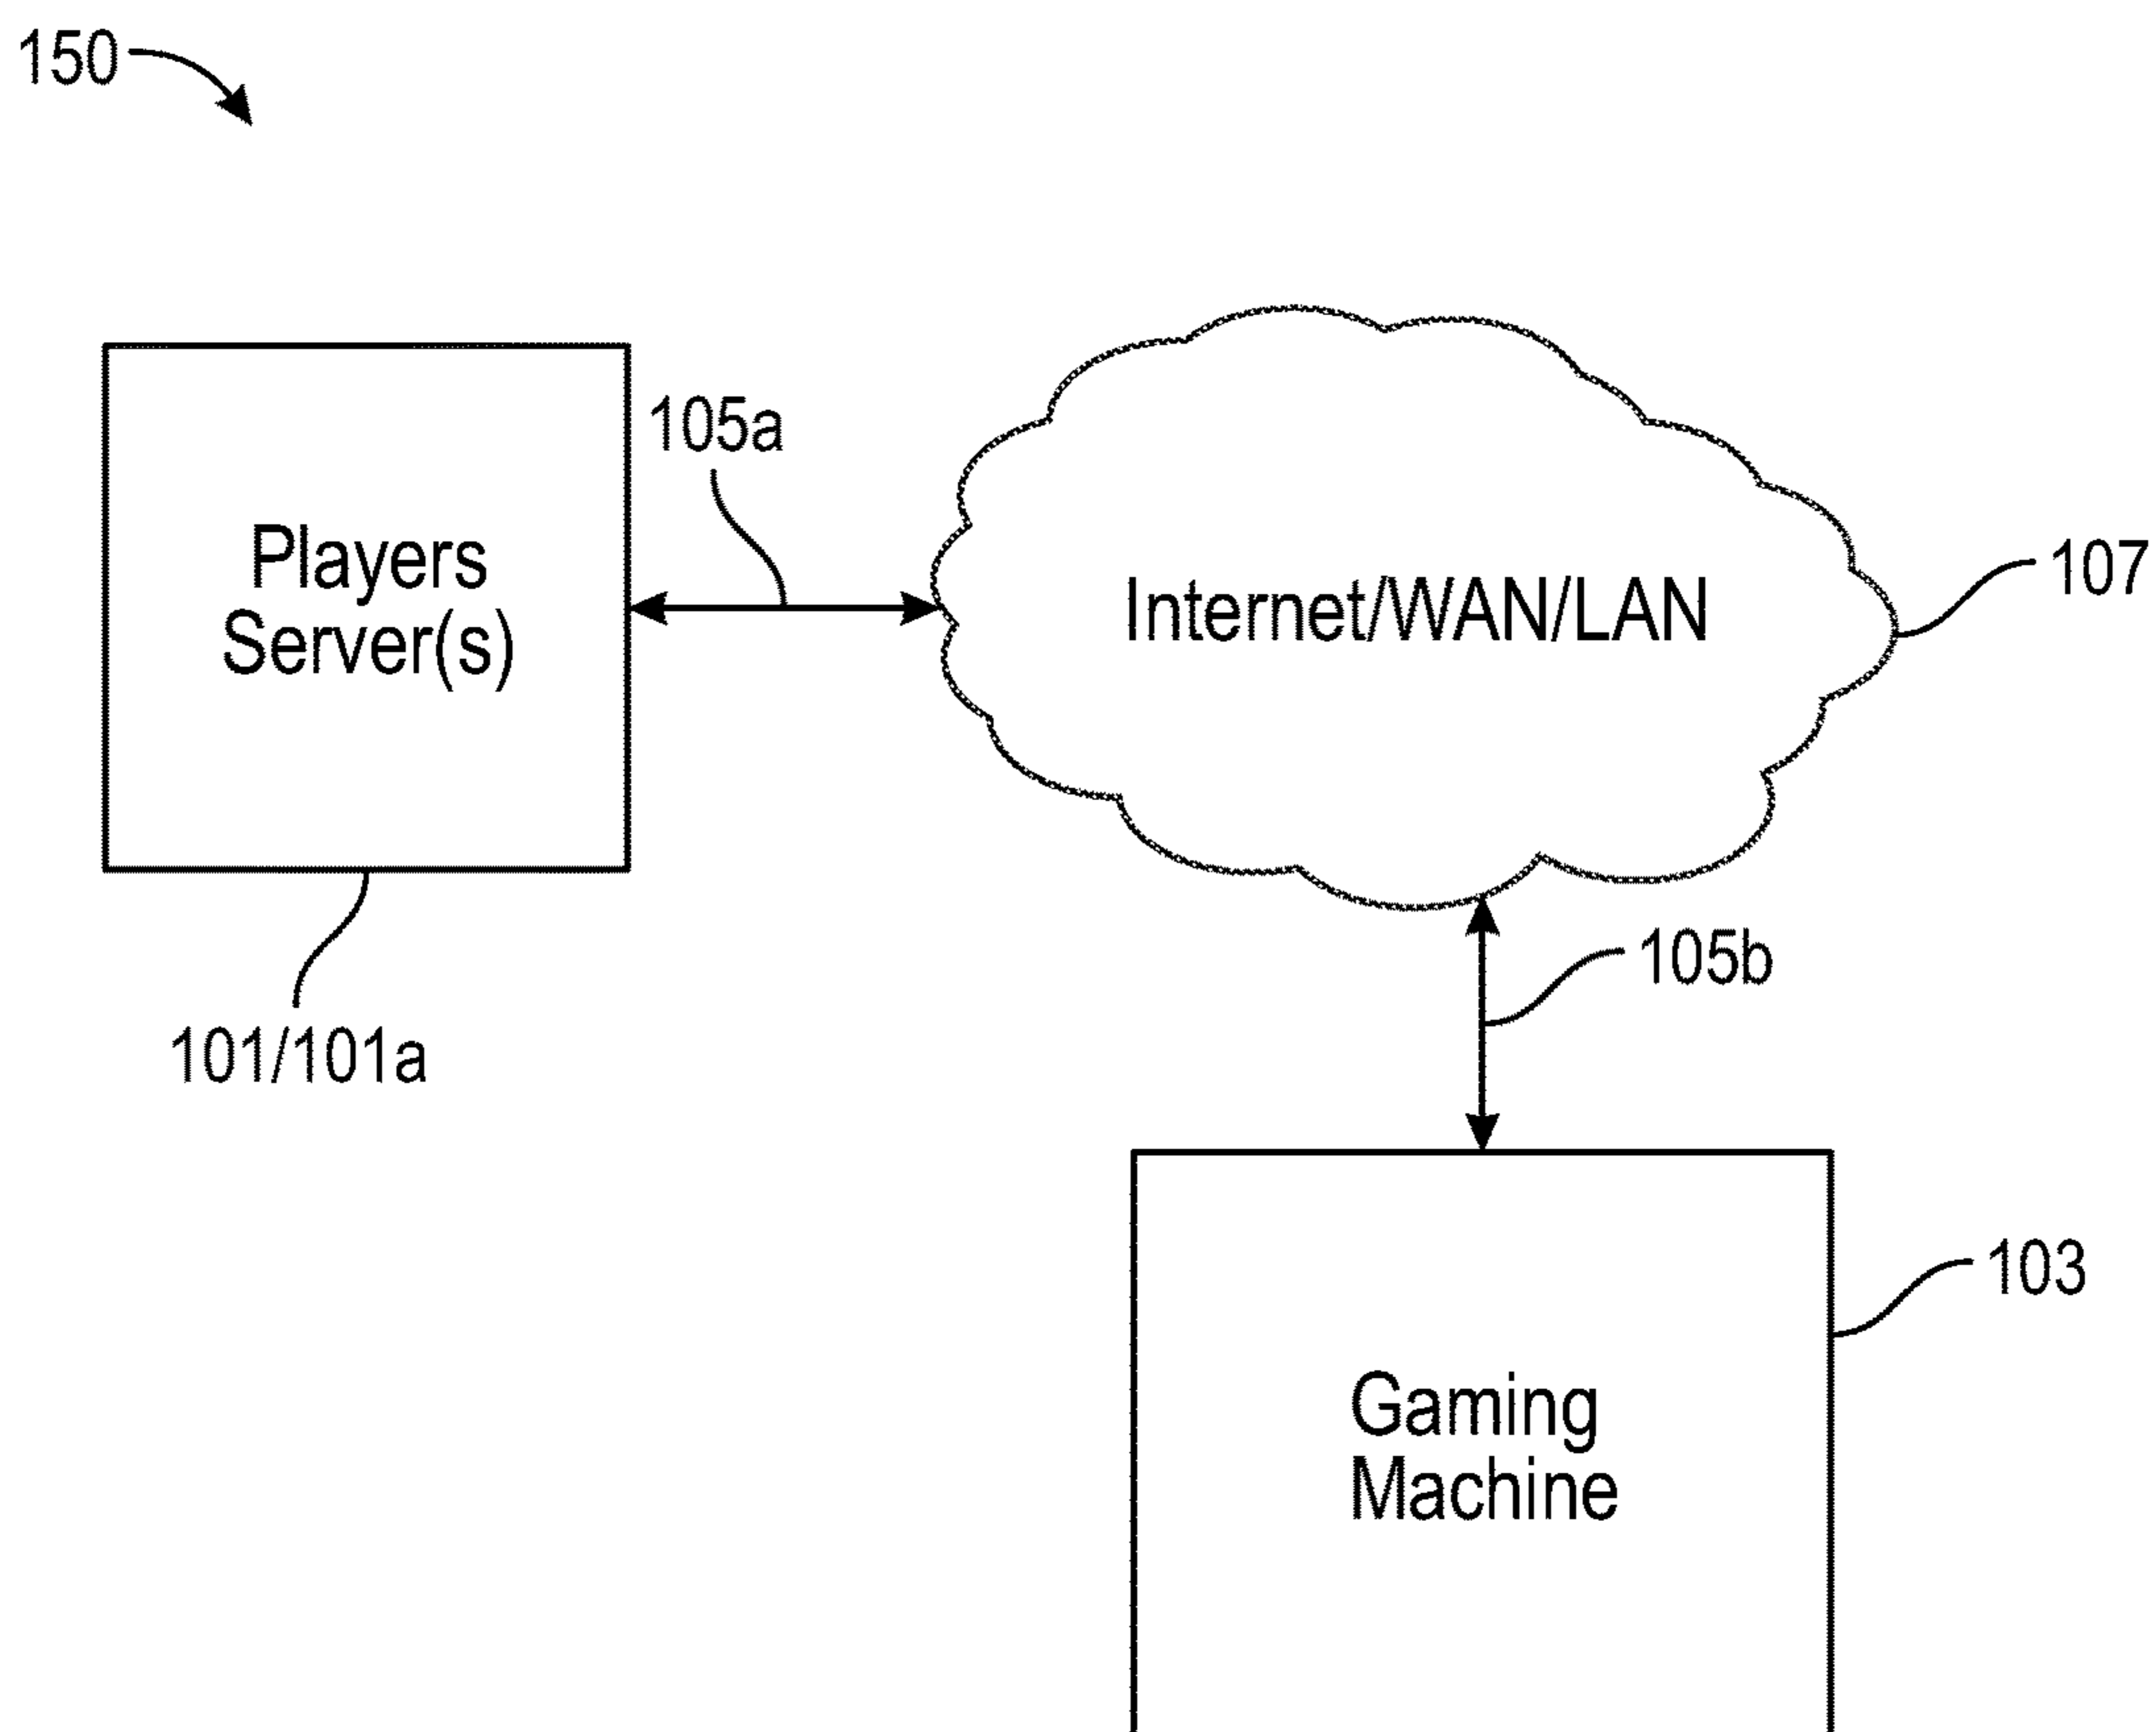 150
105a
Players
Server(s)
Internet/WAN/LAN
107
101/101a
105b
103
Gaming
Machine